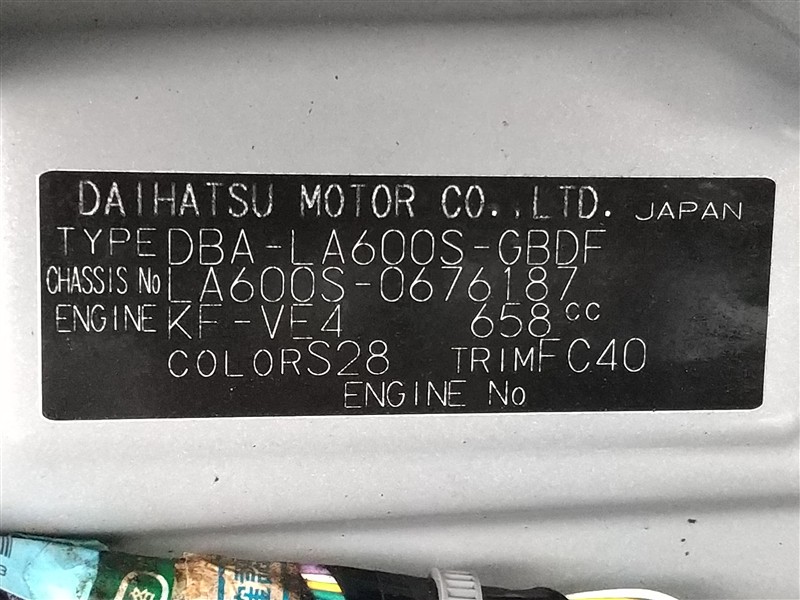 DAIHATSU MOTOR CO.,LTD. JAPAN
TYPE DBA-LA600S-GBDF
CHASSIS No LA600S-0676187
ENGINE KF-VE4 658cc
COLOR S28 TRIM FC40
ENGINE No